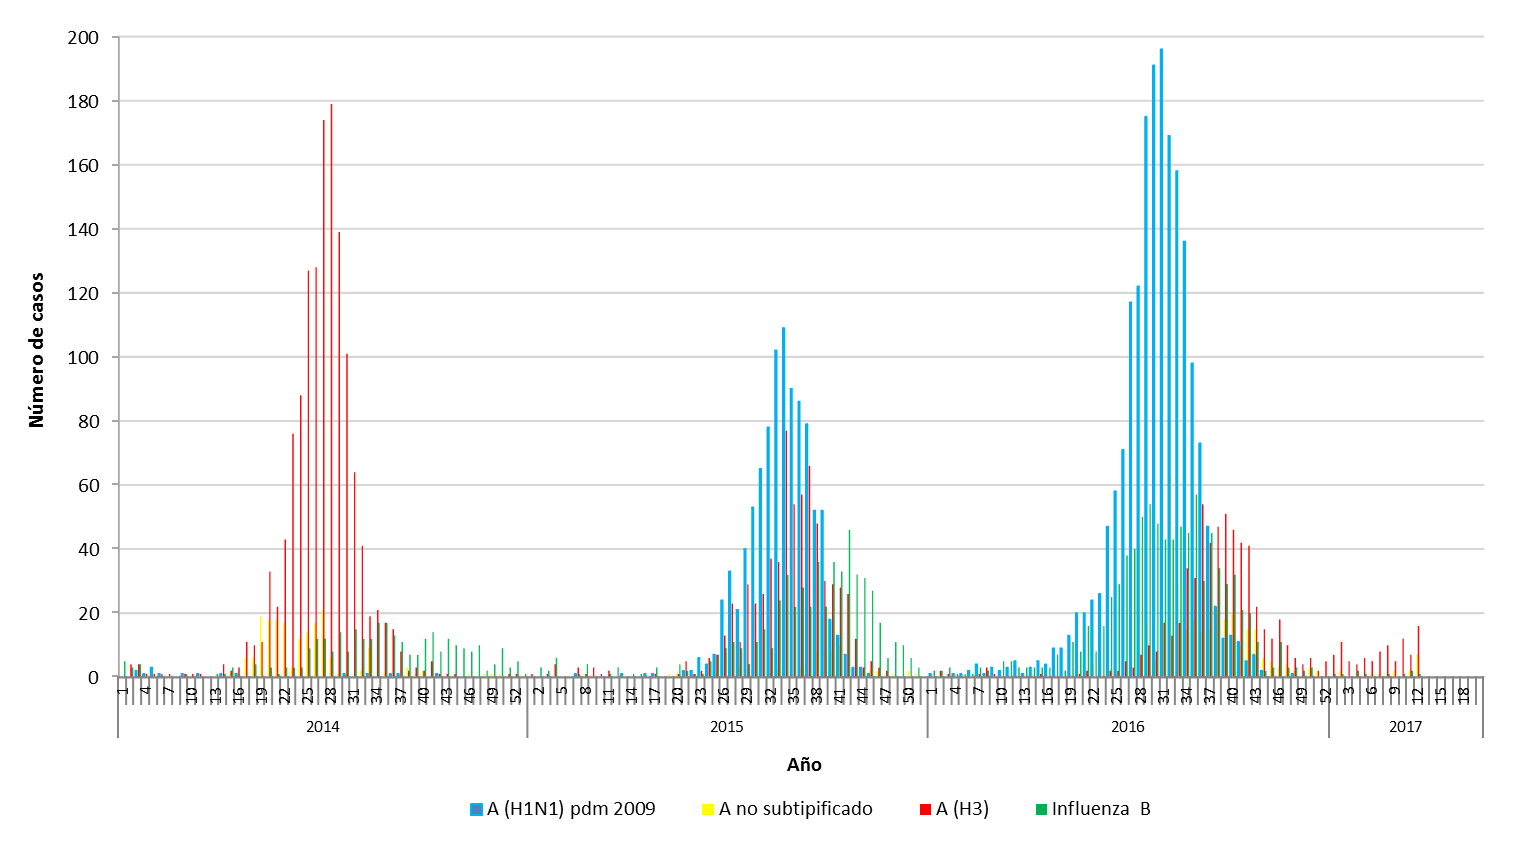 200
180
160
140
120
100
80
60
40
20
0
Número de casos
1 4 7 10 13 16 19 22 25 28 31 34 37 40 43 46 49 52 2 5 8 11 14 17 20 23 26 29 32 35 38 41 44 47 50 1 4 7 10 13 16 19 22 25 28 31 34 37 40 43 46 49 52 3 6 9 12 15 18
2014 2015 2016 2017
Año
A (H1N1) pdm 2009 A no subtipificado A (H3) Influenza B